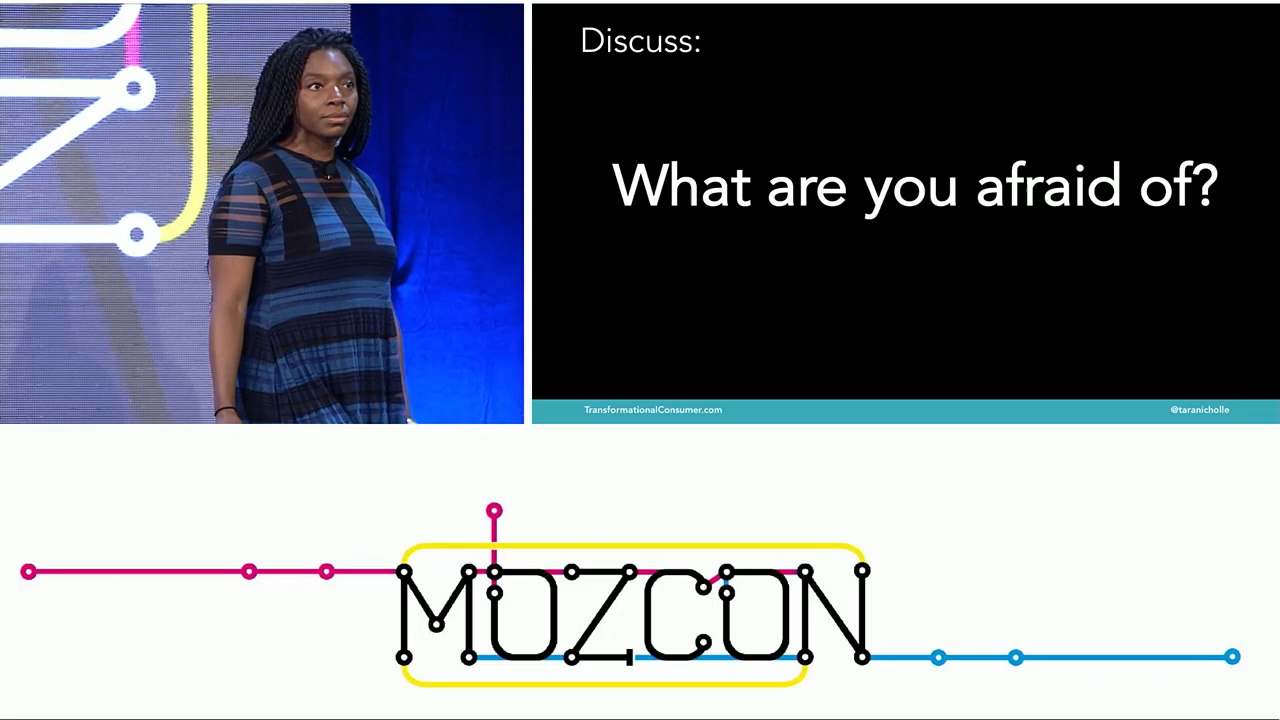 Discuss:
What are you afraid of?
TransformationalConsumer.com
@taranicholle
MOZCON